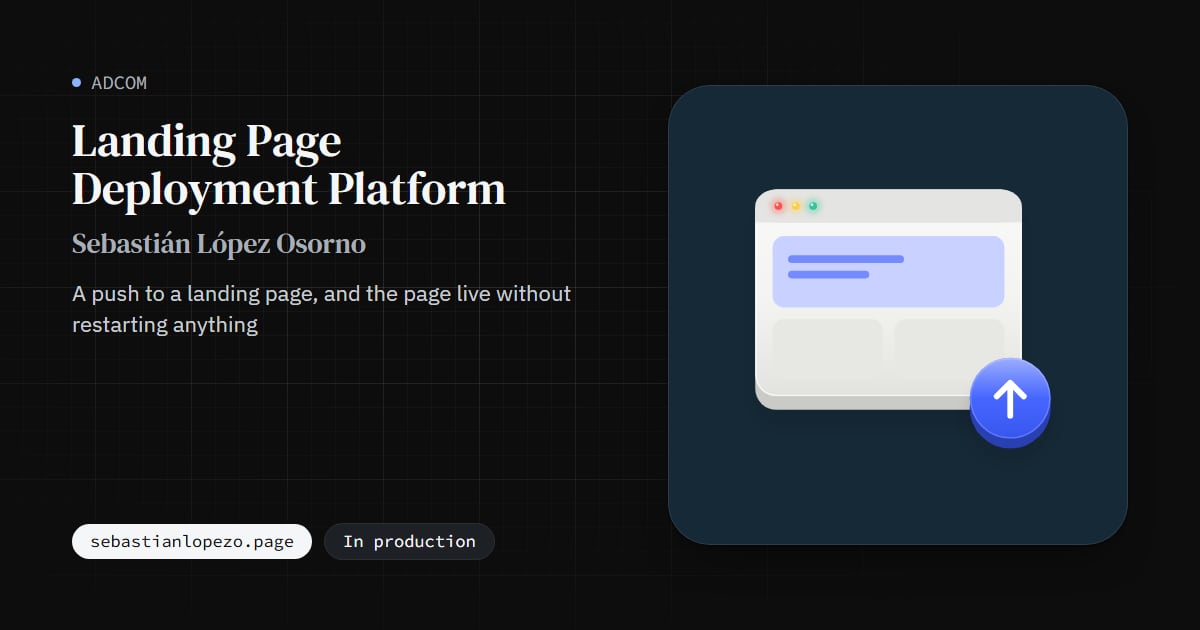 ADCOM
Landing Page
Deployment Platform
Sebastián López Osorno
A push to a landing page, and the page live without
restarting anything
sebastianlopezo.page
In production